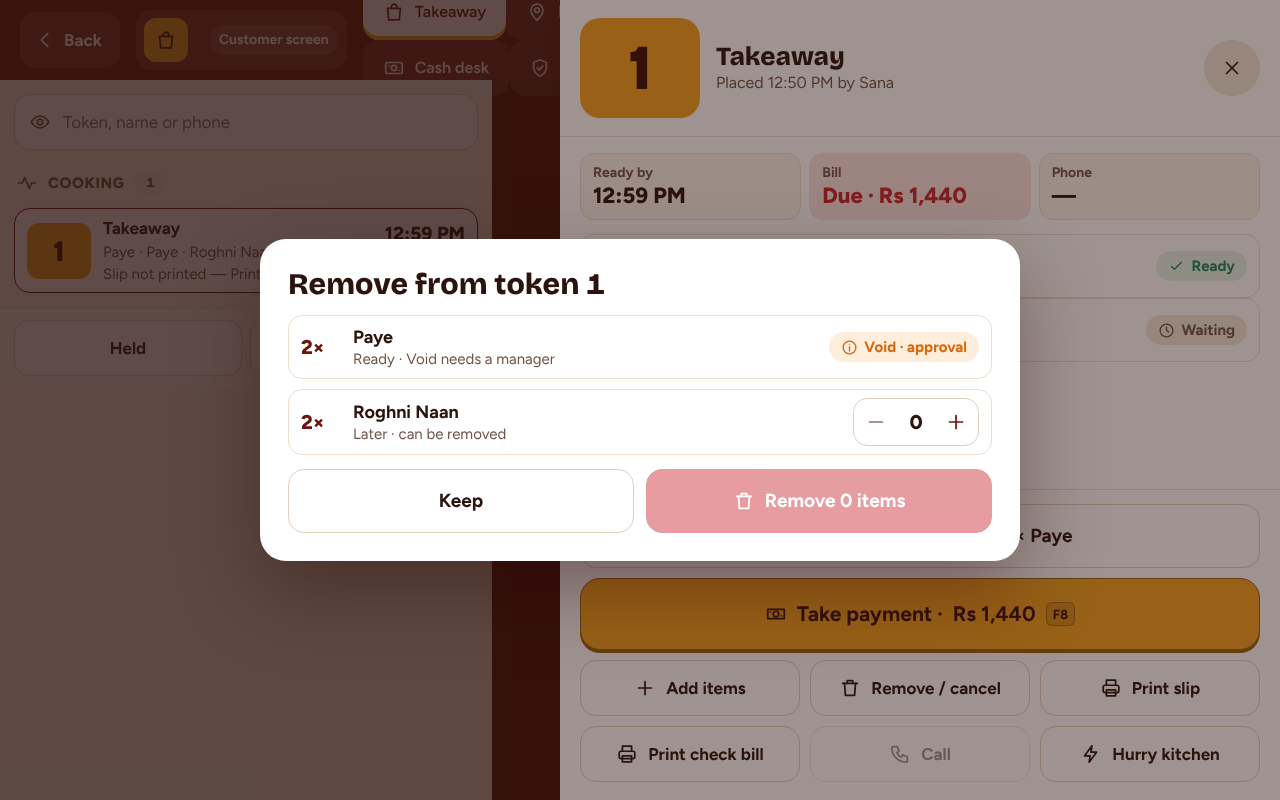 Back
Customer screen
Takeaway
Cash desk
Token, name or phone
COOKING 1
1
Takeaway
12:59 PM
Paye · Paye · Roghni Naa
Slip not printed — Print
Held
1
Takeaway
Placed 12:50 PM by Sana
Ready by
12:59 PM
Bill
Due · Rs 1,440
Phone
—
Ready
Waiting
Remove from token 1
2×
Paye
Ready · Void needs a manager
Void · approval
2×
Roghni Naan
Later · can be removed
0
Keep
Remove 0 items
× Paye
Take payment · Rs 1,440 F8
Add items
Remove / cancel
Print slip
Print check bill
Call
Hurry kitchen